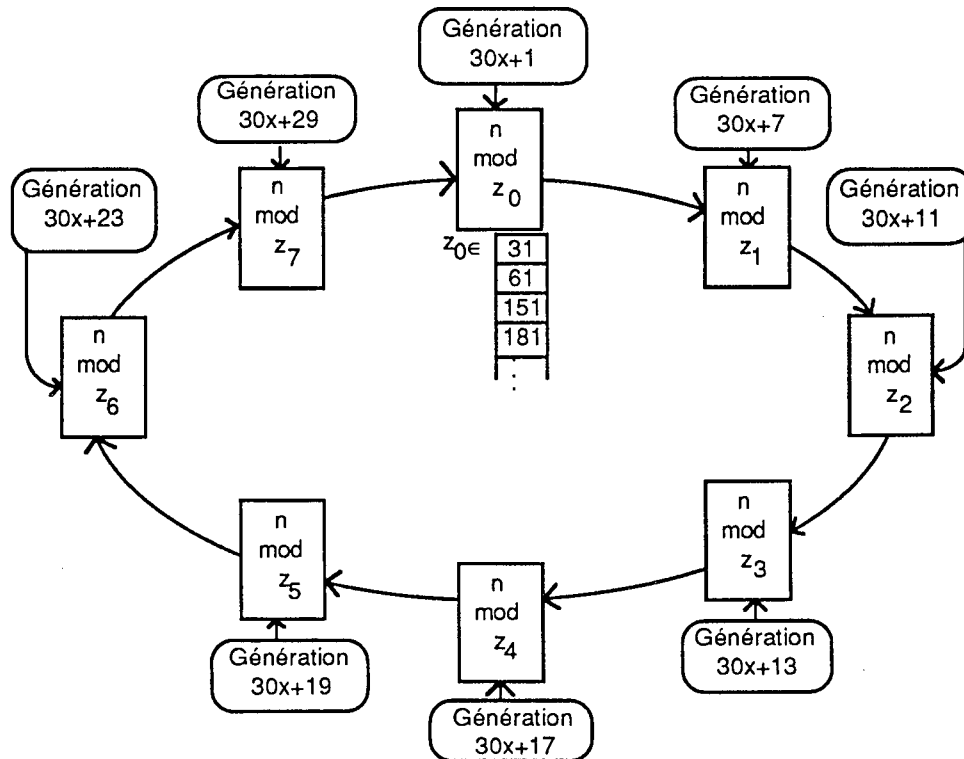 Génération
30x+1
Génération
30x+29
Génération
30x+7
Génération
30x+23
Génération
30x+11
n
mod
z0
n
mod
z7
n
mod
z1
z0∈
31
61
151
181
:
n
mod
z6
n
mod
z2
n
mod
z5
n
mod
z3
n
mod
z4
Génération
30x+19
Génération
30x+13
Génération
30x+17